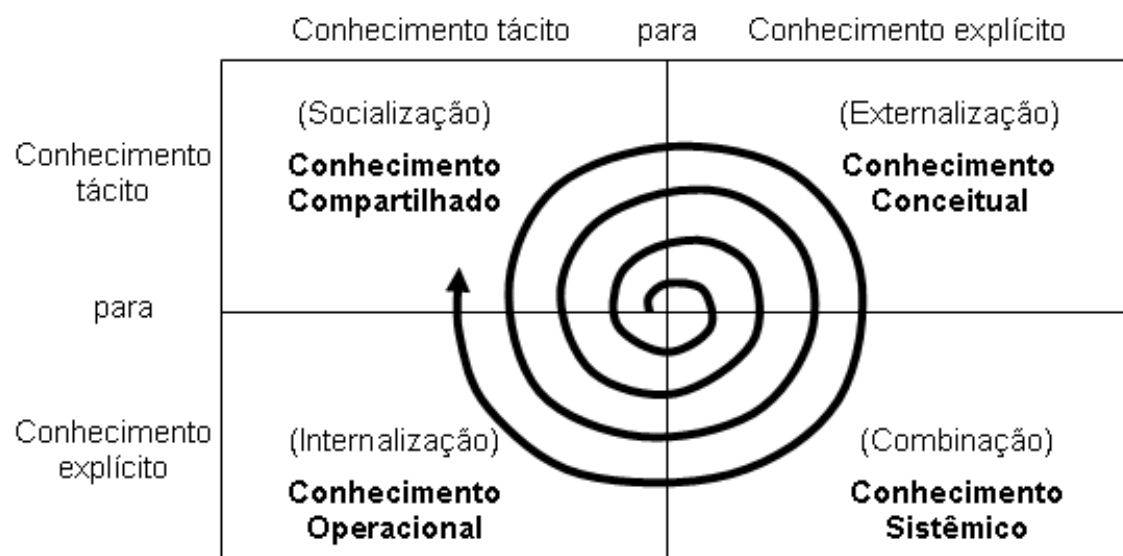 Conhecimento tácito para Conhecimento explícito
Conhecimento
tácito
(Socialização)
Conhecimento
Compartilhado
(Externalização)
Conhecimento
Conceitual
para
Conhecimento
explícito
(Internalização)
Conhecimento
Operacional
(Combinação)
Conhecimento
Sistêmico